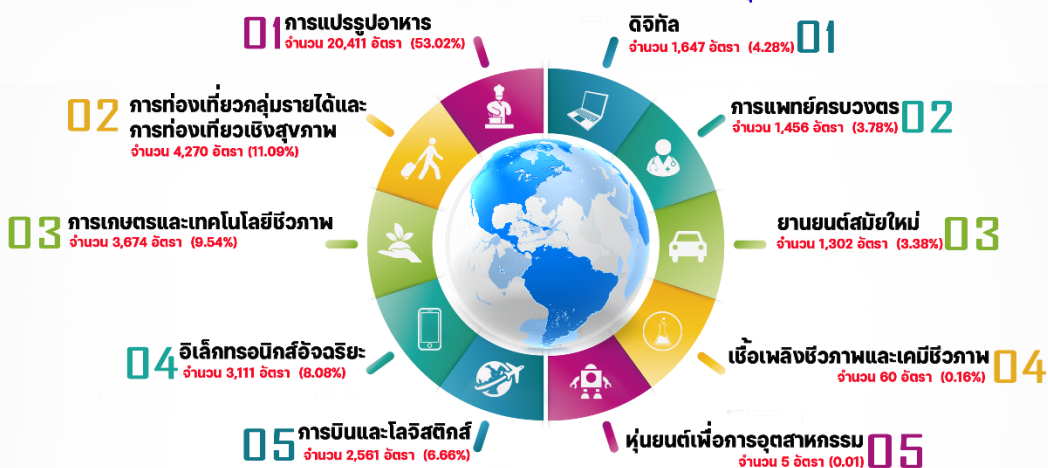 01 การแปรรูปอาหาร
จำนวน 20,411 อัตรา (53.02%)
02 การท่องเที่ยวกลุ่มรายได้และ
การท่องเทียวเชิงสุขภาพ
จำนวน 4,270 อัตรา (11.09%)
03 การเกษตรและเทคโนโลยีชีวภาพ
จำนวน 3,674 อัตรา (9.54%)
04 อิเล็กทรอนิกส์อัจฉริยะ
จำนวน 3,111 อัตรา (8.08%)
05 การบินและโลจิสติกส์
จำนวน 2,561 อัตรา (6.66%)
ดิจิทัล 01
จำนวน 1,647 อัตรา (4.28%)
การแพทย์ครบวงตร 02
จำนวน 1,456 อัตรา (3.78%)
ยานยนต์สมัยใหม่ 03
จำนวน 1,302 อัตรา (3.38%)
เชื้อเพลิงชีวภาพและเคมีชีวภาพ 04
จำนวน 60 อัตรา (0.16%)
หุ่นยนต์เพื่อการอุตสาหกรรม 05
จำนวน 5 อัตรา (0.01)